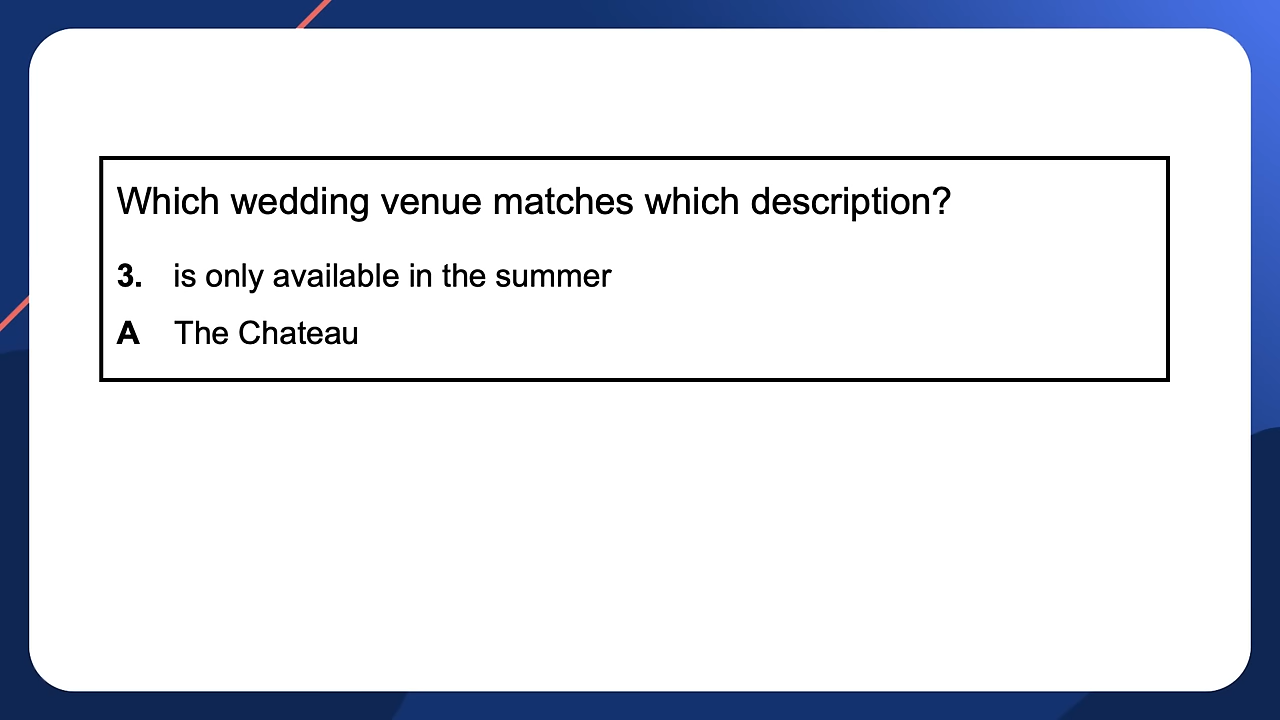 Which wedding venue matches which description?
3. is only available in the summer
A The Chateau